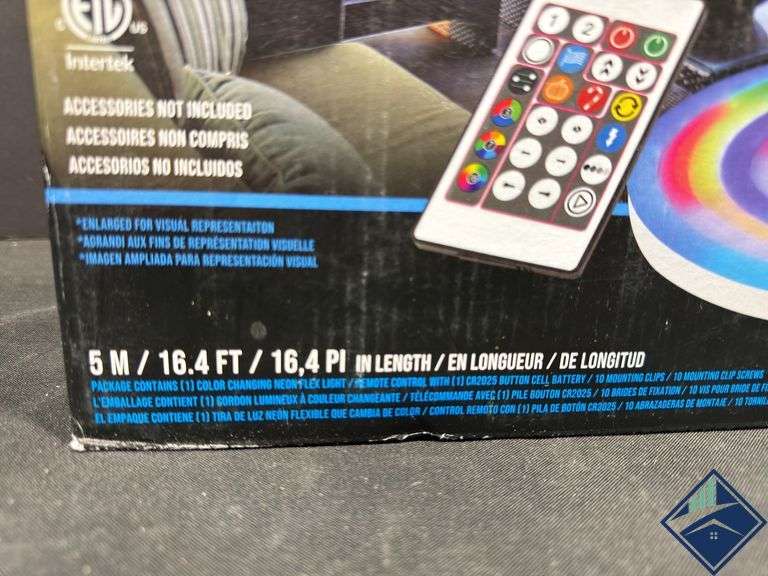 ETL
C US
Intertek
1 2
ACCESSORIES NOT INCLUDED
ACCESSOIRES NON COMPRIS
ACCESORIOS NO INCLUIDOS
*ENLARGED FOR VISUAL REPRESENTAITON
*AGRANDI AUX FINS DE REPRÉSENTATION VISUELLE
*IMAGEN AMPLIADA PARA REPRESENTACIÓN VISUAL
5 M / 16.4 FT / 16,4 PI IN LENGTH / EN LONGUEUR / DE LONGITUD
PACKAGE CONTAINS (1) COLOR CHANGING NEON FLEX LIGHT / REMOTE CONTROL WITH (1) CR2025 BUTTON CELL BATTERY / 10 MOUNTING CLIPS / 10 MOUNTING CLIP SCREWS
L'EMBALLAGE CONTIENT (1) CORDON LUMINEUX À COULEUR CHANGEANTE / TÉLÉCOMMANDE AVEC (1) PILE BOUTON CR2025 / 10 BRIDES DE FIXATION / 10 VIS POUR BRIDE DE
EL EMPAQUE CONTIENE (1) TIRA DE LUZ NEÓN FLEXIBLE QUE CAMBIA DE COLOR / CONTROL REMOTO CON (1) PILA DE BOTÓN CR2025 / 10 ABRAZADERAS DE MONTAJE / 10